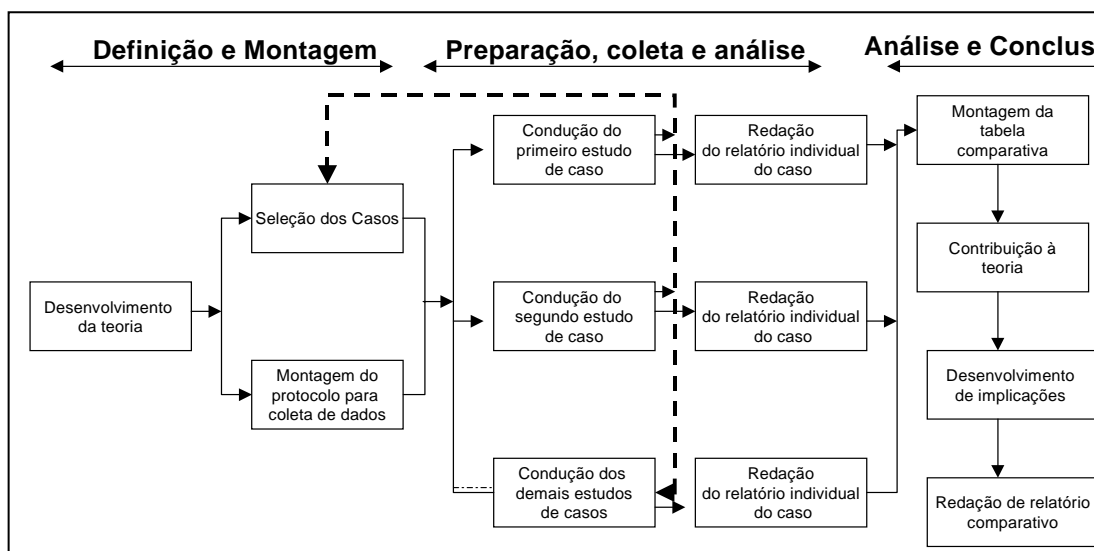 Definição e Montagem
Preparação, coleta e análise
Análise e Conclus
Desenvolvimento
da teoria
Seleção dos Casos
Montagem do
protocolo para
coleta de dados
Condução do
primeiro estudo
de caso
Redação
do relatório individual
do caso
Condução do
segundo estudo
de caso
Redação
do relatório individual
do caso
Condução dos
demais estudos
de casos
Redação
do relatório individual
do caso
Montagem da
tabela
comparativa
Contribuição à
teoria
Desenvolvimento
de implicações
Redação de relatório
comparativo